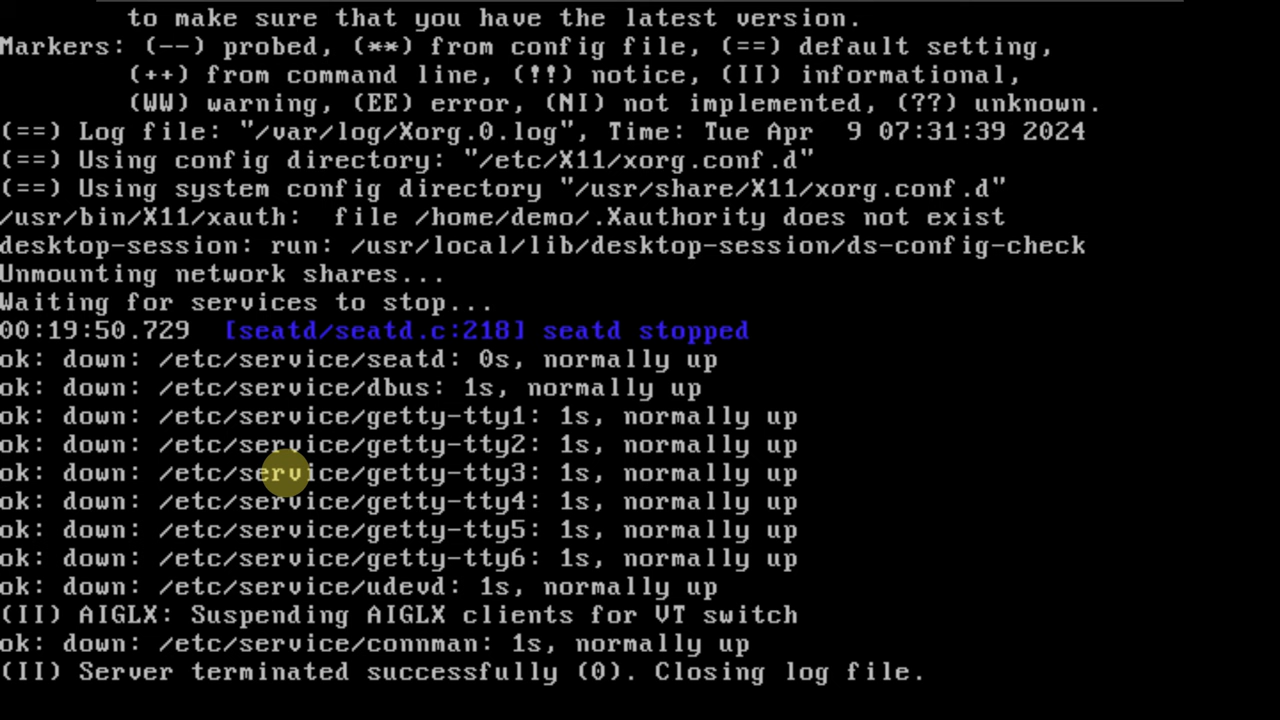 to make sure that you have the latest version.
Markers: (--) probed, (**) from config file, (==) default setting,
(++) from command line, (!!) notice, (II) informational,
(WW) warning, (EE) error, (NI) not implemented, (??) unknown.
(==) Log file: "/var/log/Xorg.0.log", Time: Tue Apr  9 07:31:39 2024
(==) Using config directory: "/etc/X11/xorg.conf.d"
(==) Using system config directory "/usr/share/X11/xorg.conf.d"
/usr/bin/X11/xauth:  file /home/demo/.Xauthority does not exist
desktop-session: run: /usr/local/lib/desktop-session/ds-config-check
Unmounting network shares...
Waiting for services to stop...
00:19:50.729  [seatd/seatd.c:218] seatd stopped
ok: down: /etc/service/seatd: 0s, normally up
ok: down: /etc/service/dbus: 1s, normally up
ok: down: /etc/service/getty-tty1: 1s, normally up
ok: down: /etc/service/getty-tty2: 1s, normally up
ok: down: /etc/service/getty-tty3: 1s, normally up
ok: down: /etc/service/getty-tty4: 1s, normally up
ok: down: /etc/service/getty-tty5: 1s, normally up
ok: down: /etc/service/getty-tty6: 1s, normally up
ok: down: /etc/service/udevd: 1s, normally up
(II) AIGLX: Suspending AIGLX clients for VT switch
ok: down: /etc/service/connman: 1s, normally up
(II) Server terminated successfully (0). Closing log file.